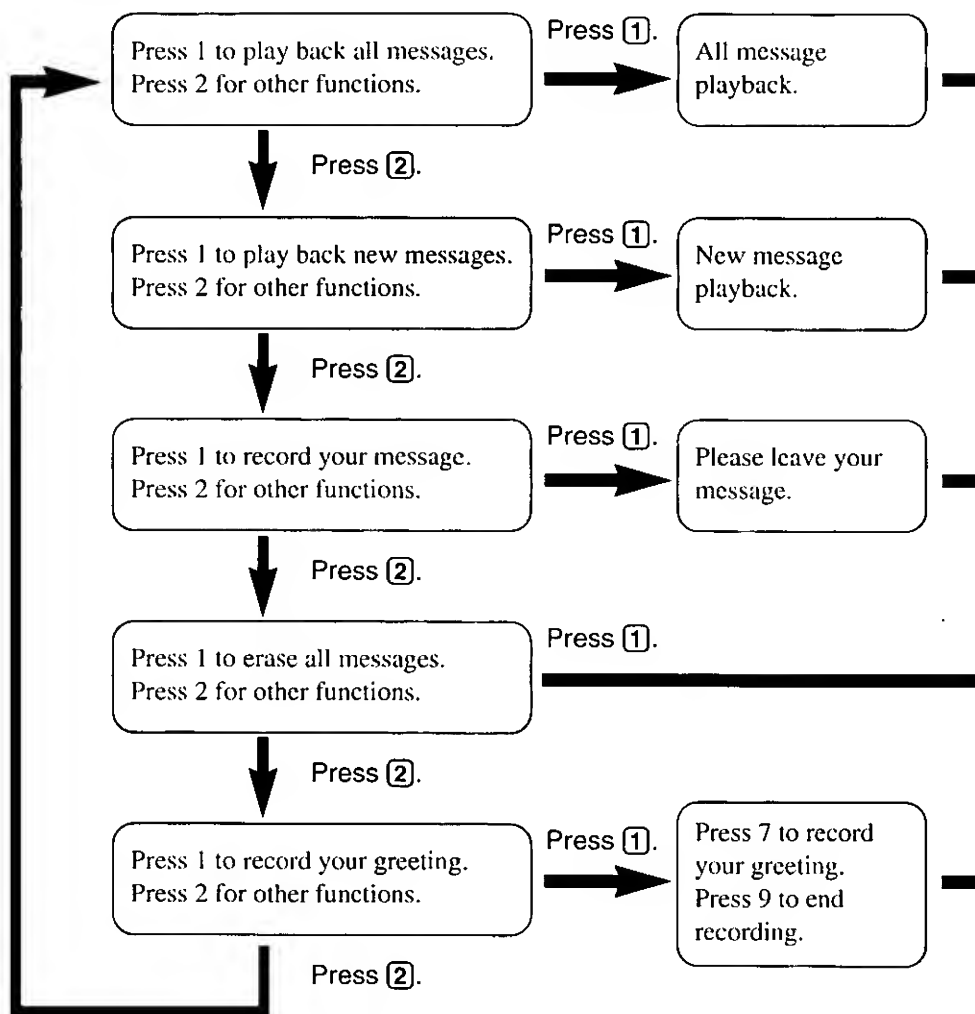 Press 1 to play back all messages.
Press 2 for other functions.
Press 1.
All message
playback.
Press 2.
Press 1 to play back new messages.
Press 2 for other functions.
Press 1.
New message
playback.
Press 2.
Press 1 to record your message.
Press 2 for other functions.
Press 1.
Please leave your
message.
Press 2.
Press 1 to erase all messages.
Press 2 for other functions.
Press 1.
Press 2.
Press 1 to record your greeting.
Press 2 for other functions.
Press 1.
Press 7 to record
your greeting.
Press 9 to end
recording.
Press 2.